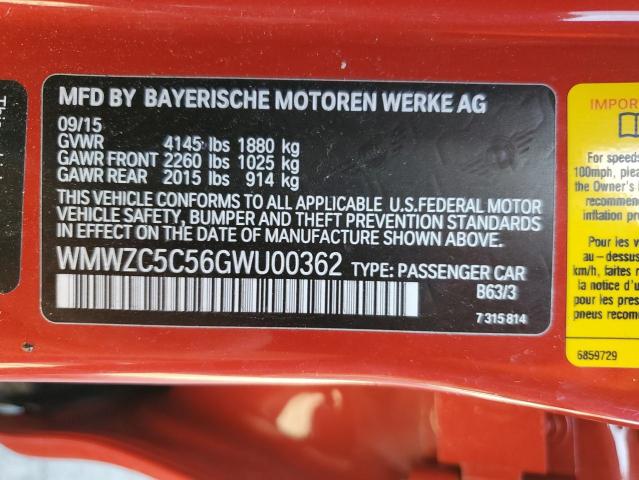 MFD BY BAYERISCHE MOTOREN WERKE AG
09/15
GVWR 4145 lbs 1880 kg
GAWR FRONT 2260 lbs 1025 kg
GAWR REAR 2015 lbs 914 kg
THIS VEHICLE CONFORMS TO ALL APPLICABLE U.S.FEDERAL MOTOR
VEHICLE SAFETY, BUMPER AND THEFT PREVENTION STANDARDS
IN EFFECT ON THE DATE OF MANUFACTURE SHOWN ABOVE.
WMWZC5C56GWU00362 TYPE: PASSENGER CAR
B63/3
7 315 814
For speeds
100mph, plea
the Owner's
recommen
inflation p
Pour les v
au-dessus
km/h, faites
la notice d'u
pour les pres
pneus recom
6859729